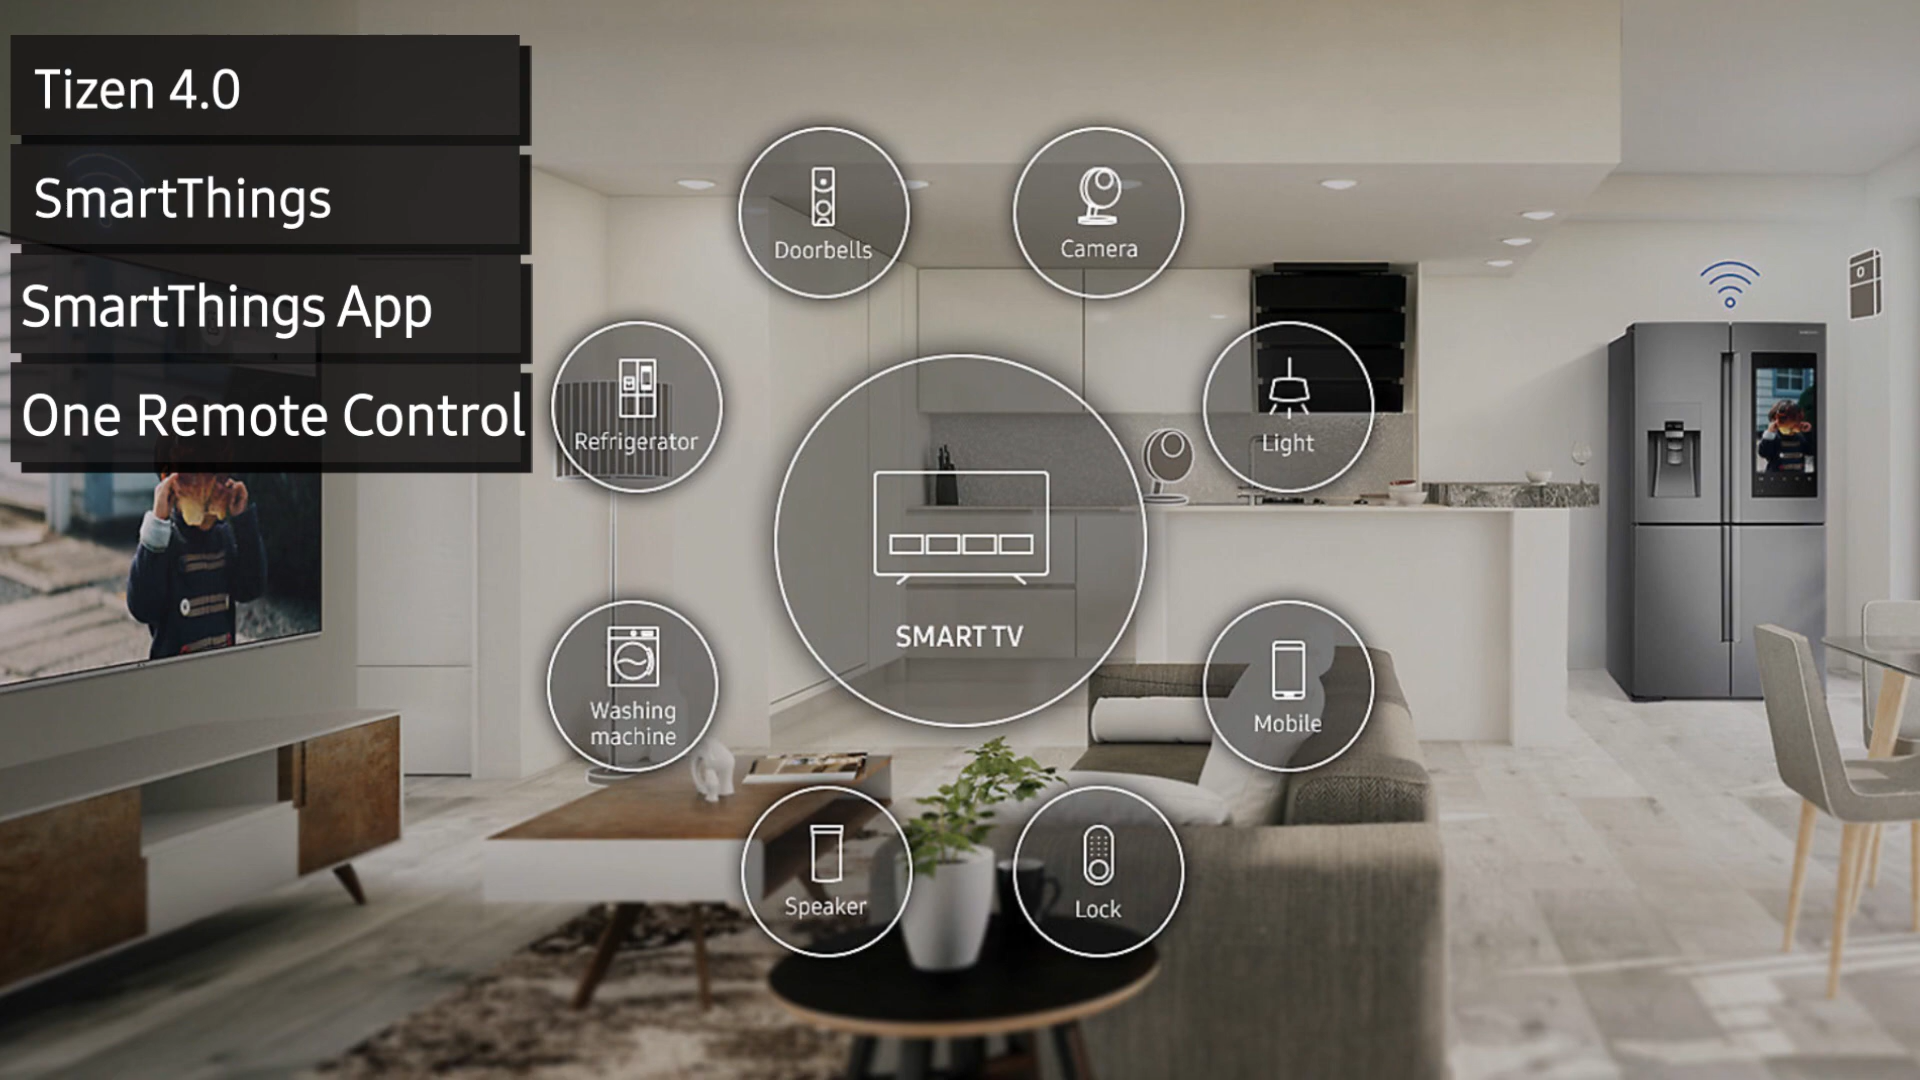 Tizen 4.0
SmartThings
SmartThings App
One Remote Control
Doorbells
Camera
Refrigerator
Light
SMART TV
Washing
machine
Mobile
Speaker
Lock